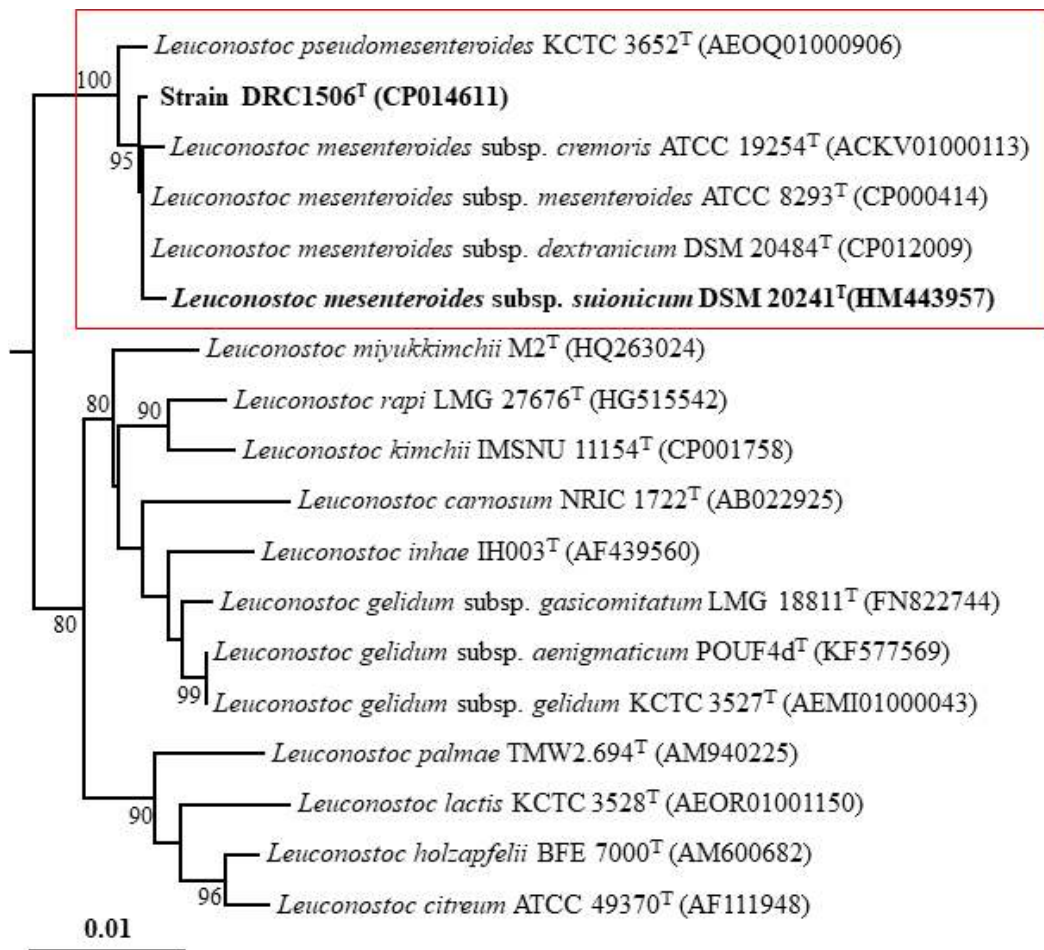 Leuconostoc pseudomesenteroides KCTC 3652T (AEOQ01000906)
100
Strain DRC1506T (CP014611)
95
Leuconostoc mesenteroides subsp. cremoris ATCC 19254T (ACKV01000113)
Leuconostoc mesenteroides subsp. mesenteroides ATCC 8293T (CP000414)
Leuconostoc mesenteroides subsp. dextranicum DSM 20484T (CP012009)
Leuconostoc mesenteroides subsp. suionicum DSM 20241T(HM443957)
Leuconostoc miyukkimchii M2T (HQ263024)
80
90
Leuconostoc rapi LMG 27676T (HG515542)
Leuconostoc kimchii IMSNU 11154T (CP001758)
Leuconostoc carnosum NRIC 1722T (AB022925)
Leuconostoc inhae IH003T (AF439560)
Leuconostoc gelidum subsp. gasicomitatum LMG 18811T (FN822744)
80
Leuconostoc gelidum subsp. aenigmaticum POUF4dT (KF577569)
99
Leuconostoc gelidum subsp. gelidum KCTC 3527T (AEMI01000043)
Leuconostoc palmae TMW2.694T (AM940225)
90
Leuconostoc lactis KCTC 3528T (AEOR01001150)
Leuconostoc holzapfelii BFE 7000T (AM600682)
96
Leuconostoc citreum ATCC 49370T (AF111948)
0.01